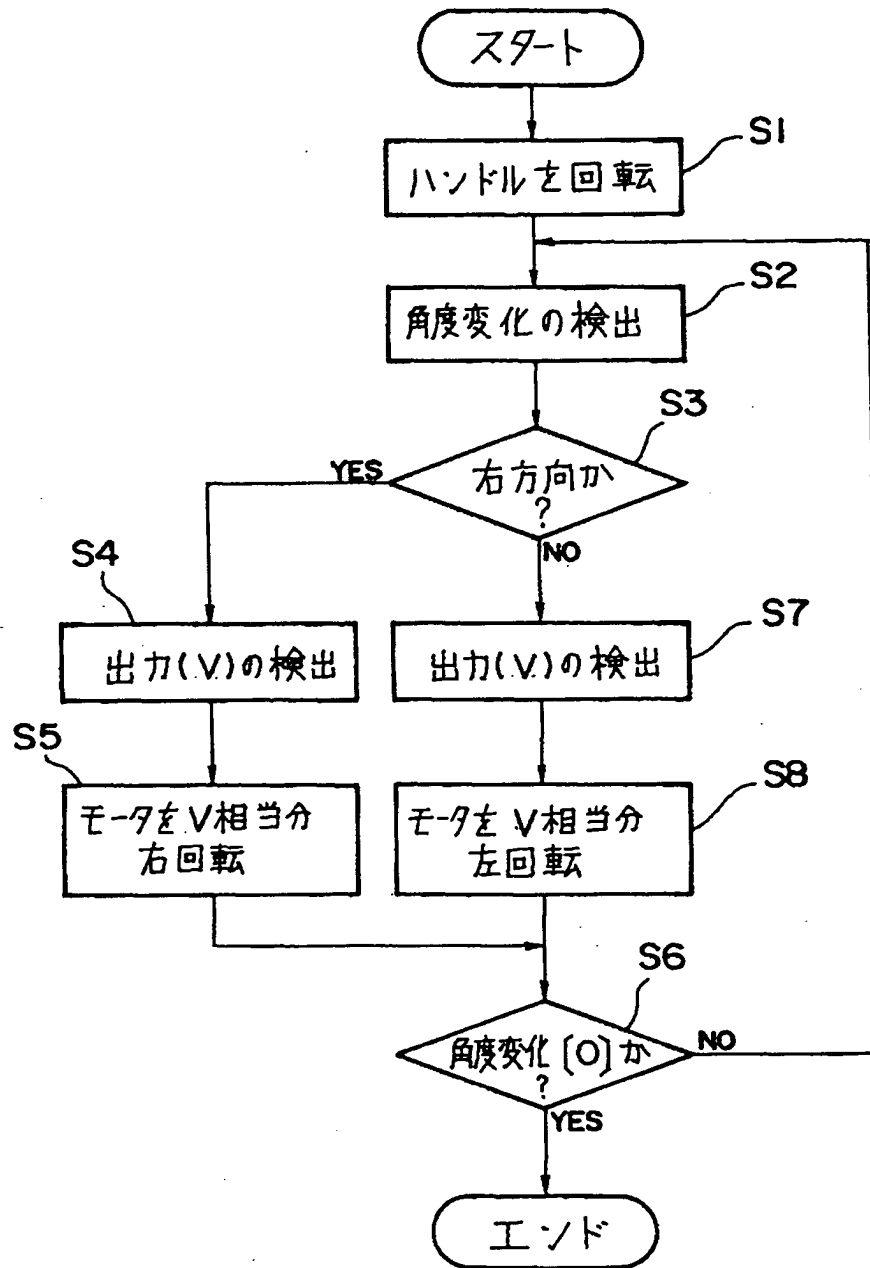 スタート
S1
ハンドルを回転
S2
角度変化の検出
S3
右方向か
?
YES
NO
S4
出力(V)の検出
S7
出力(V)の検出
S5
モータをV相当分
右回転
S8
モータをV相当分
左回転
S6
角度変化[0]か
?
NO
YES
エンド